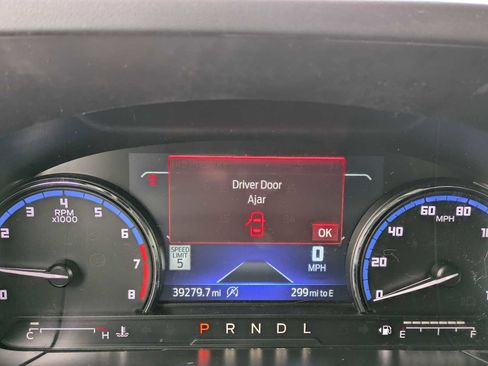 Driver Door
Ajar
OK
RPM
x1000
1 2 3 4 5 6 7 8
SPEED
LIMIT
5
0
MPH
MPH
0 20 40 60 80
39279.7 mi
299 mi to E
P R N D L
C H
E F